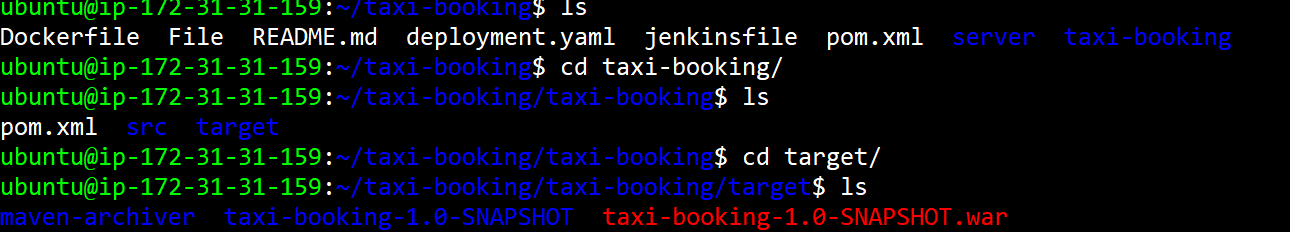 ubuntu@ip-172-31-31-159:~/taxi-booking$ ls
Dockerfile  File  README.md  deployment.yaml  jenkinsfile  pom.xml  server  taxi-booking
ubuntu@ip-172-31-31-159:~/taxi-booking$ cd taxi-booking/
ubuntu@ip-172-31-31-159:~/taxi-booking/taxi-booking$ ls
pom.xml  src  target
ubuntu@ip-172-31-31-159:~/taxi-booking/taxi-booking$ cd target/
ubuntu@ip-172-31-31-159:~/taxi-booking/taxi-booking/target$ ls
maven-archiver  taxi-booking-1.0-SNAPSHOT  taxi-booking-1.0-SNAPSHOT.war